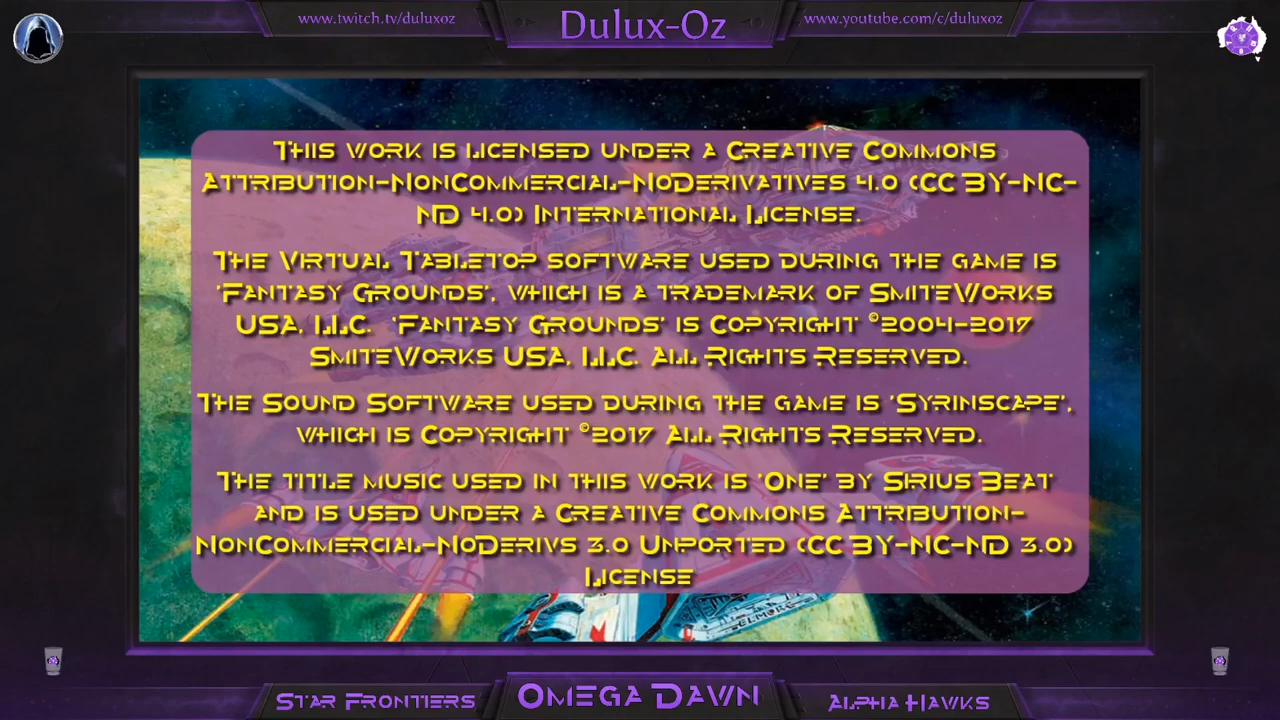 www.twitch.tv/duluxoz
Dulux-Oz
www.youtube.com/c/duluxoz
This work is licensed under a Creative Commons
Attribution-NonCommercial-NoDerivatives 4.0 (CC BY-NC-
ND 4.0) International License.
The Virtual Tabletop software used during the game is
'Fantasy Grounds', which is a trademark of SmiteWorks
USA, LLC. 'Fantasy Grounds' is Copyright ©2004-2017
SmiteWorks USA, LLC. All Rights Reserved.
The Sound Software used during the game is 'Syrinscape',
which is Copyright ©2017 All Rights Reserved.
The title music used in this work is 'One' by Sirius Beat
and is used under a Creative Commons Attribution-
NonCommercial-NoDerivs 3.0 Unported (CC BY-NC-ND 3.0)
License
ELMORE
Star Frontiers
Omega Dawn
Alpha Hawks